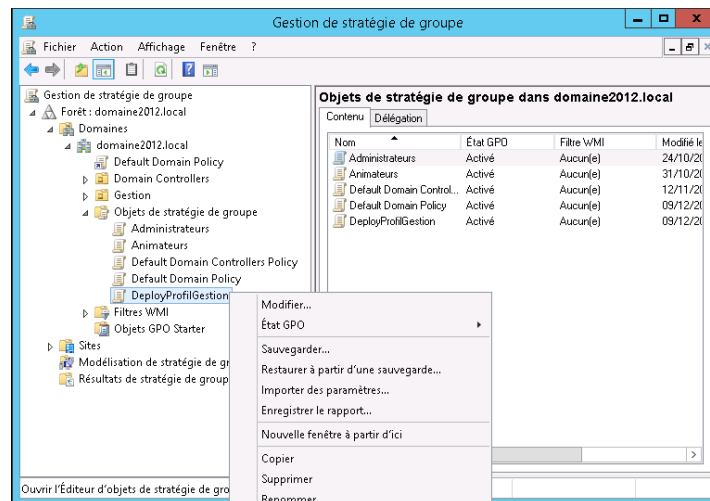 Gestion de stratégie de groupe
Fichier Action Affichage Fenêtre ?
Gestion de stratégie de groupe
Forêt : domaine2012.local
Domaines
domaine2012.local
Default Domain Policy
Domain Controllers
Gestion
Objets de stratégie de groupe
Administrateurs
Animateurs
Default Domain Controllers Policy
Default Domain Policy
DeployProfilGestion
Filtres WMI
Objets GPO Starter
Sites
Modélisation de stratégie de gr
Résultats de stratégie de group
Objets de stratégie de groupe dans domaine2012.local
Contenu Délégation
Nom État GPO Filtre WMI Modifié le
Administrateurs Activé Aucun(e) 24/10/20
Animateurs Activé Aucun(e) 31/10/20
Default Domain Control... Activé Aucun(e) 12/11/20
Default Domain Policy Activé Aucun(e) 09/12/20
DeployProfilGestion Activé Aucun(e) 09/12/20
Modifier...
État GPO
Sauvegarder...
Restaurer à partir d'une sauvegarde...
Importer des paramètres...
Enregistrer le rapport...
Nouvelle fenêtre à partir d'ici
Copier
Supprimer
Renommer
Ouvrir l'Éditeur d'objets de stratégie de gro